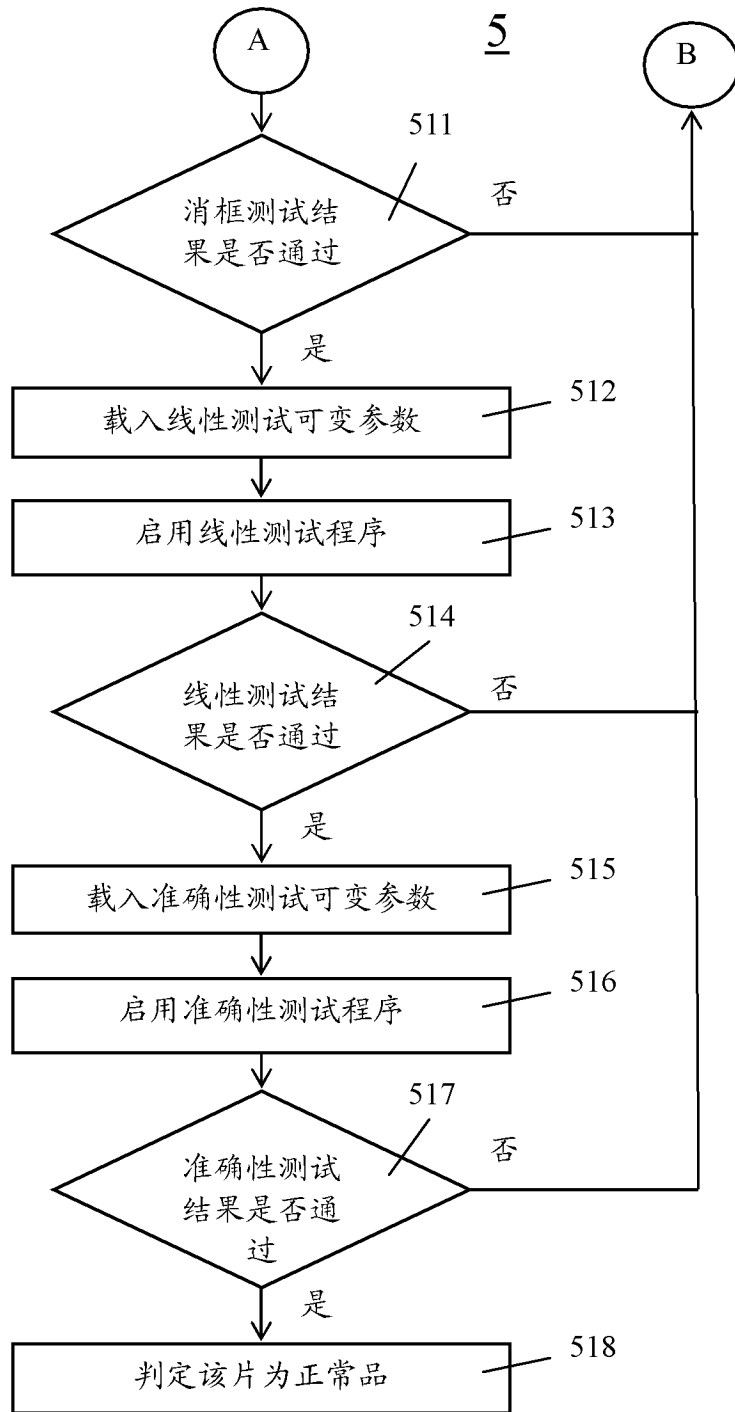 A
5
B
511
消框测试结
果是否通过
否
是
载入线性测试可变参数
512
启用线性测试程序
513
514
线性测试结
果是否通过
否
是
载入准确性测试可变参数
515
启用准确性测试程序
516
517
准确性测试
结果是否通
过
否
是
判定该片为正常品
518